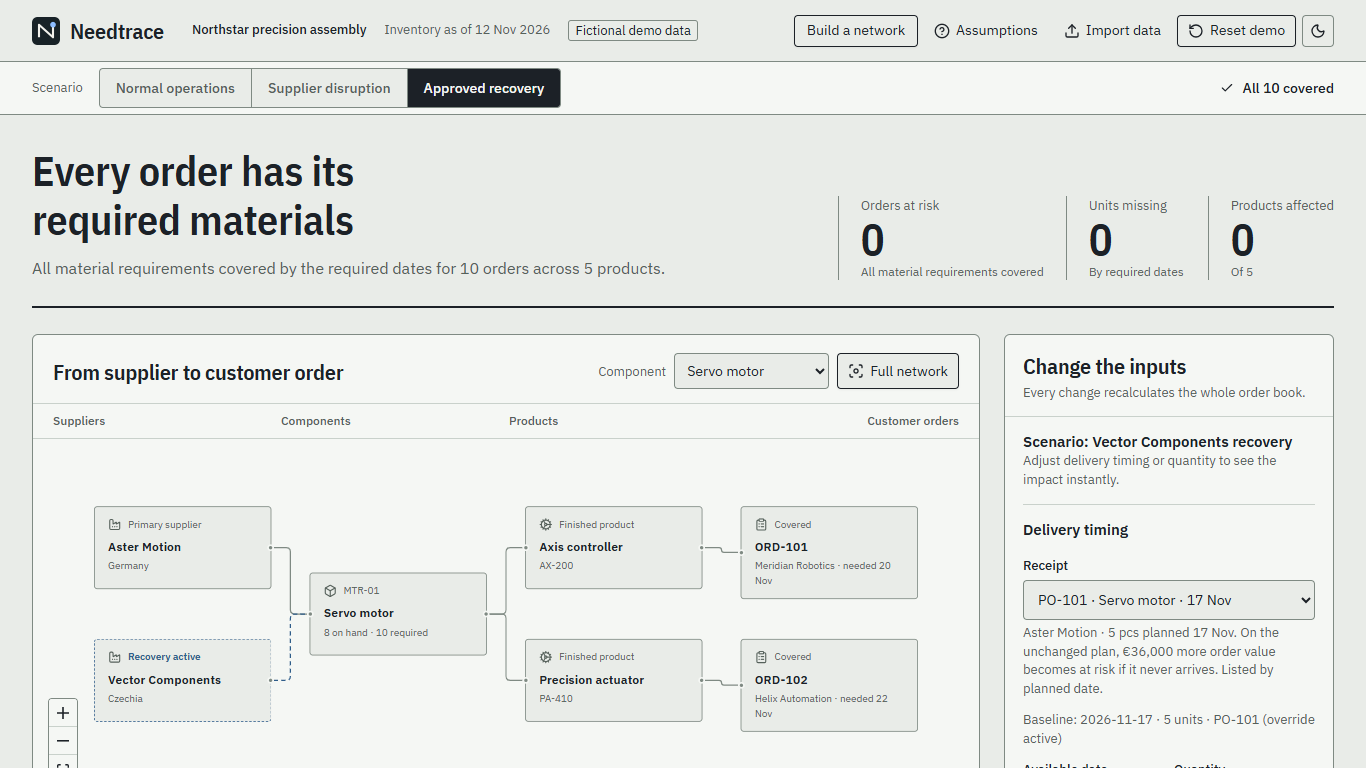 Needtrace
Northstar precision assembly
Inventory as of 12 Nov 2026
Fictional demo data
Build a network
Assumptions
Import data
Reset demo
Scenario
Normal operations
Supplier disruption
Approved recovery
All 10 covered
Every order has its
required materials
All material requirements covered by the required dates for 10 orders across 5 products.
Orders at risk
0
All material requirements covered
Units missing
0
By required dates
Products affected
0
Of 5
From supplier to customer order
Component
Servo motor
Full network
Suppliers
Components
Products
Customer orders
Primary supplier
Aster Motion
Germany
Recovery active
Vector Components
Czechia
MTR-01
Servo motor
8 on hand · 10 required
Finished product
Axis controller
AX-200
Finished product
Precision actuator
PA-410
Covered
ORD-101
Meridian Robotics · needed 20
Nov
Covered
ORD-102
Helix Automation · needed 22
Nov
Change the inputs
Every change recalculates the whole order book.
Scenario: Vector Components recovery
Adjust delivery timing or quantity to see the
impact instantly.
Delivery timing
Receipt
PO-101 · Servo motor · 17 Nov
Aster Motion · 5 pcs planned 17 Nov. On the
unchanged plan, €36,000 more order value
becomes at risk if it never arrives. Listed by
planned date.
Baseline: 2026-11-17 · 5 units · PO-101 (override
active)
Available date
Quantity